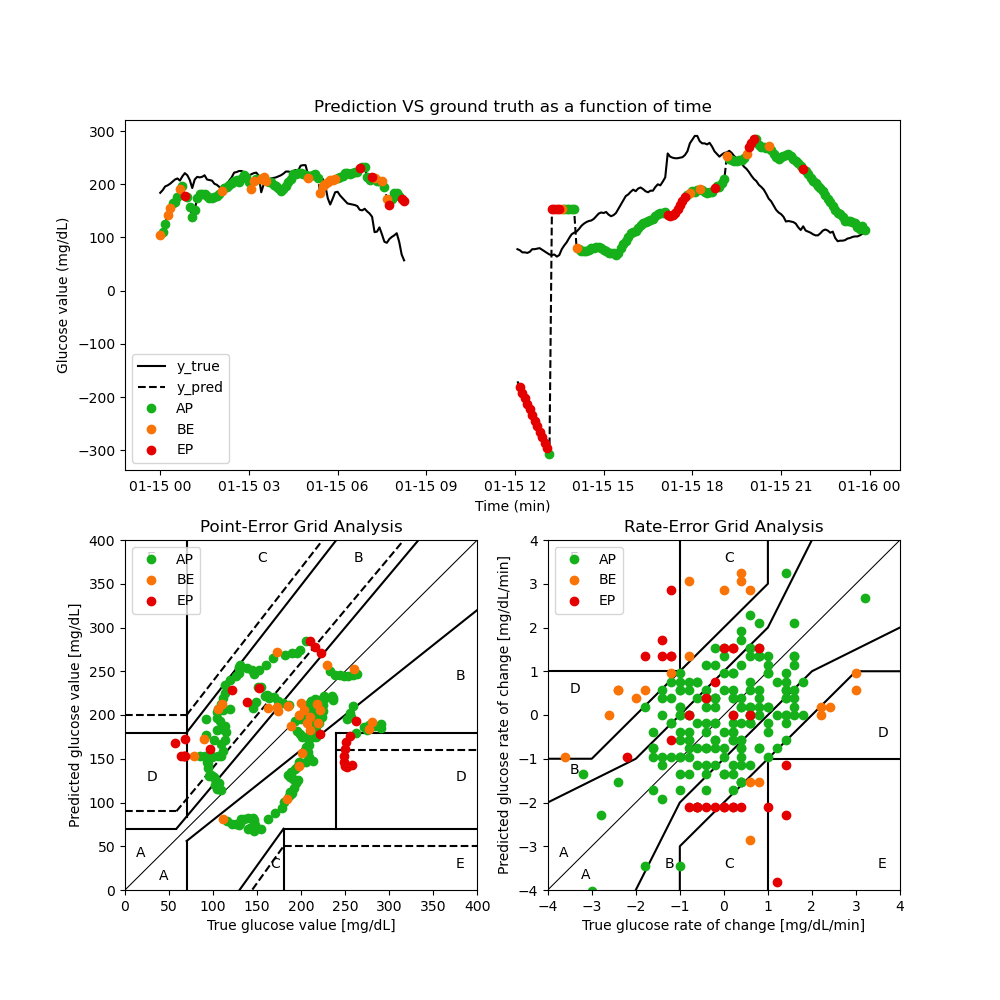 Prediction VS ground truth as a function of time
Glucose value (mg/dL)
300
200
100
0
−100
−200
−300
y_true
y_pred
AP
BE
EP
01-15 00
01-15 03
01-15 06
01-15 09
01-15 12
01-15 15
01-15 18
01-15 21
01-16 00
Time (min)
Point-Error Grid Analysis
Predicted glucose value [mg/dL]
400
350
300
250
200
150
100
50
0
AP
BE
EP
C
B
B
D
D
A
A
C
E
0
50
100
150
200
250
300
350
400
True glucose value [mg/dL]
Rate-Error Grid Analysis
Predicted glucose rate of change [mg/dL/min]
4
3
2
1
0
−1
−2
−3
−4
AP
BE
EP
C
D
D
B
A
A
B
C
E
−4
−3
−2
−1
0
1
2
3
4
True glucose rate of change [mg/dL/min]